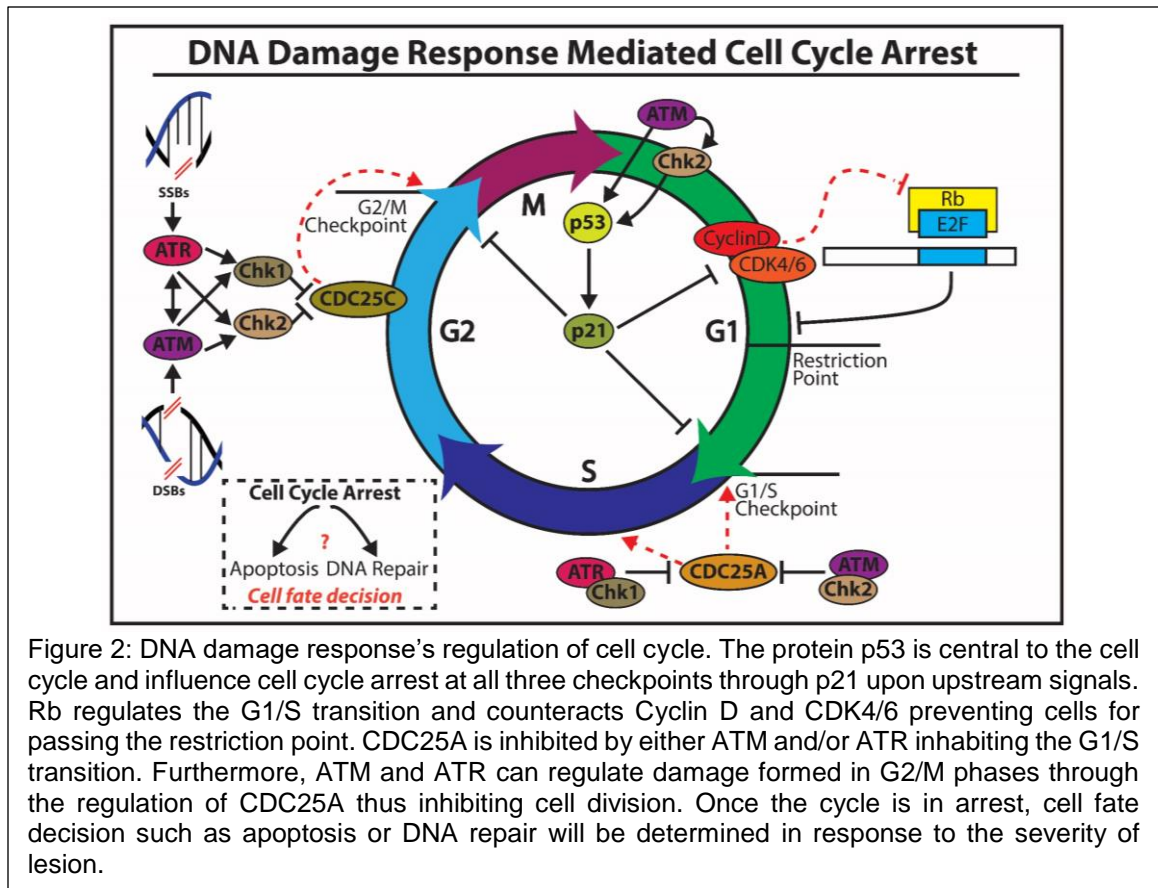 DNA Damage Response Mediated Cell Cycle Arrest
SSBs
ATR
ATM
DSBs
Chk1
Chk2
CDC25C
G2/M
Checkpoint
M
G2
S
G1
ATM
Chk2
p53
p21
CyclinD
CDK4/6
Rb
E2F
Restriction
Point
G1/S
Checkpoint
Cell Cycle Arrest
?
Apoptosis DNA Repair
Cell fate decision
ATR
Chk1
CDC25A
ATM
Chk2
Figure 2: DNA damage response’s regulation of cell cycle. The protein p53 is central to the cell
cycle and influence cell cycle arrest at all three checkpoints through p21 upon upstream signals.
Rb regulates the G1/S transition and counteracts Cyclin D and CDK4/6 preventing cells for
passing the restriction point. CDC25A is inhibited by either ATM and/or ATR inhabiting the G1/S
transition. Furthermore, ATM and ATR can regulate damage formed in G2/M phases through
the regulation of CDC25A thus inhibiting cell division. Once the cycle is in arrest, cell fate
decision such as apoptosis or DNA repair will be determined in response to the severity of
lesion.